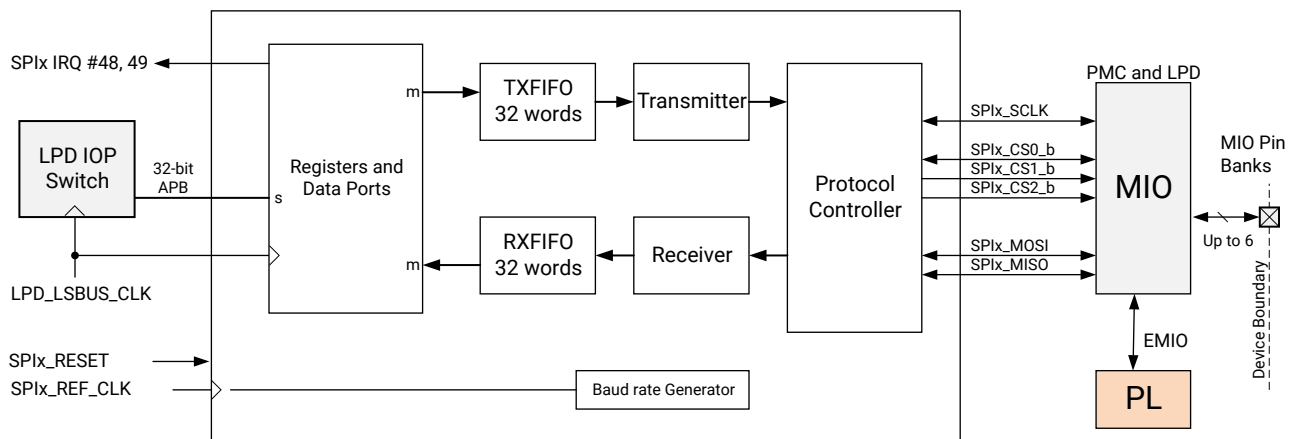 SPIx IRQ #48, 49
LPD IOP
Switch
32-bit
APB
LPD_LSBUS_CLK
SPIx_RESET
SPIx_REF_CLK
Registers and
Data Ports
m
s
m
TXFIFO
32 words
Transmitter
RXFIFO
32 words
Receiver
Baud rate Generator
Protocol
Controller
SPIx_SCLK
SPIx_CS0_b
SPIx_CS1_b
SPIx_CS2_b
SPIx_MOSI
SPIx_MISO
PMC and LPD
MIO
EMIO
PL
MIO Pin
Banks
Up to 6
Device Boundary